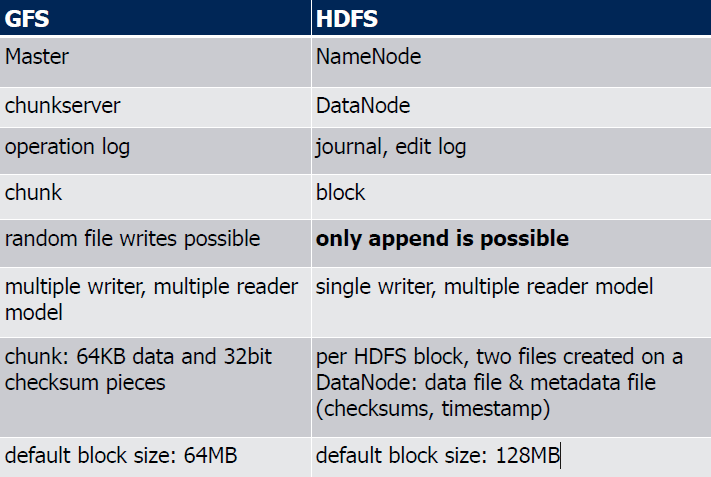 GFS HDFS
Master NameNode
chunkserver DataNode
operation log journal, edit log
chunk block
random file writes possible only append is possible
multiple writer, multiple reader single writer, multiple reader model
model
chunk: 64KB data and 32bit per HDFS block, two files created on a
checksum pieces DataNode: data file & metadata file
(checksums, timestamp)
default block size: 64MB default block size: 128MB